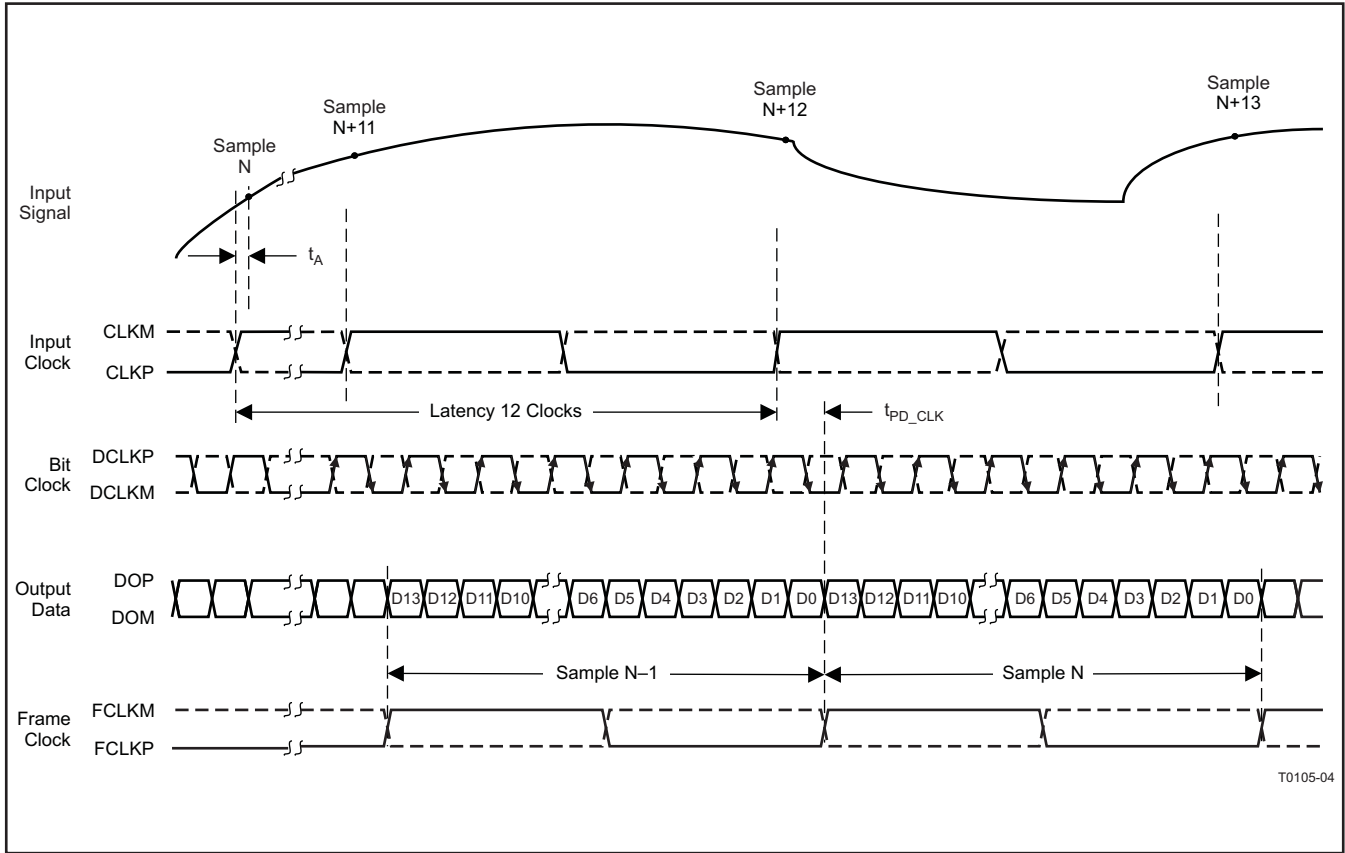 Sample
N
Sample
N+11
Sample
N+12
Sample
N+13
Input
Signal
tA
Input
Clock
CLKM
CLKP
Latency 12 Clocks
tPD_CLK
Bit
Clock
DCLKP
DCLKM
Output
Data
DOP
DOM
D13 D12 D11 D10 D6 D5 D4 D3 D2 D1 D0 D13 D12 D11 D10 D6 D5 D4 D3 D2 D1 D0
Sample N–1
Sample N
Frame
Clock
FCLKM
FCLKP
T0105-04